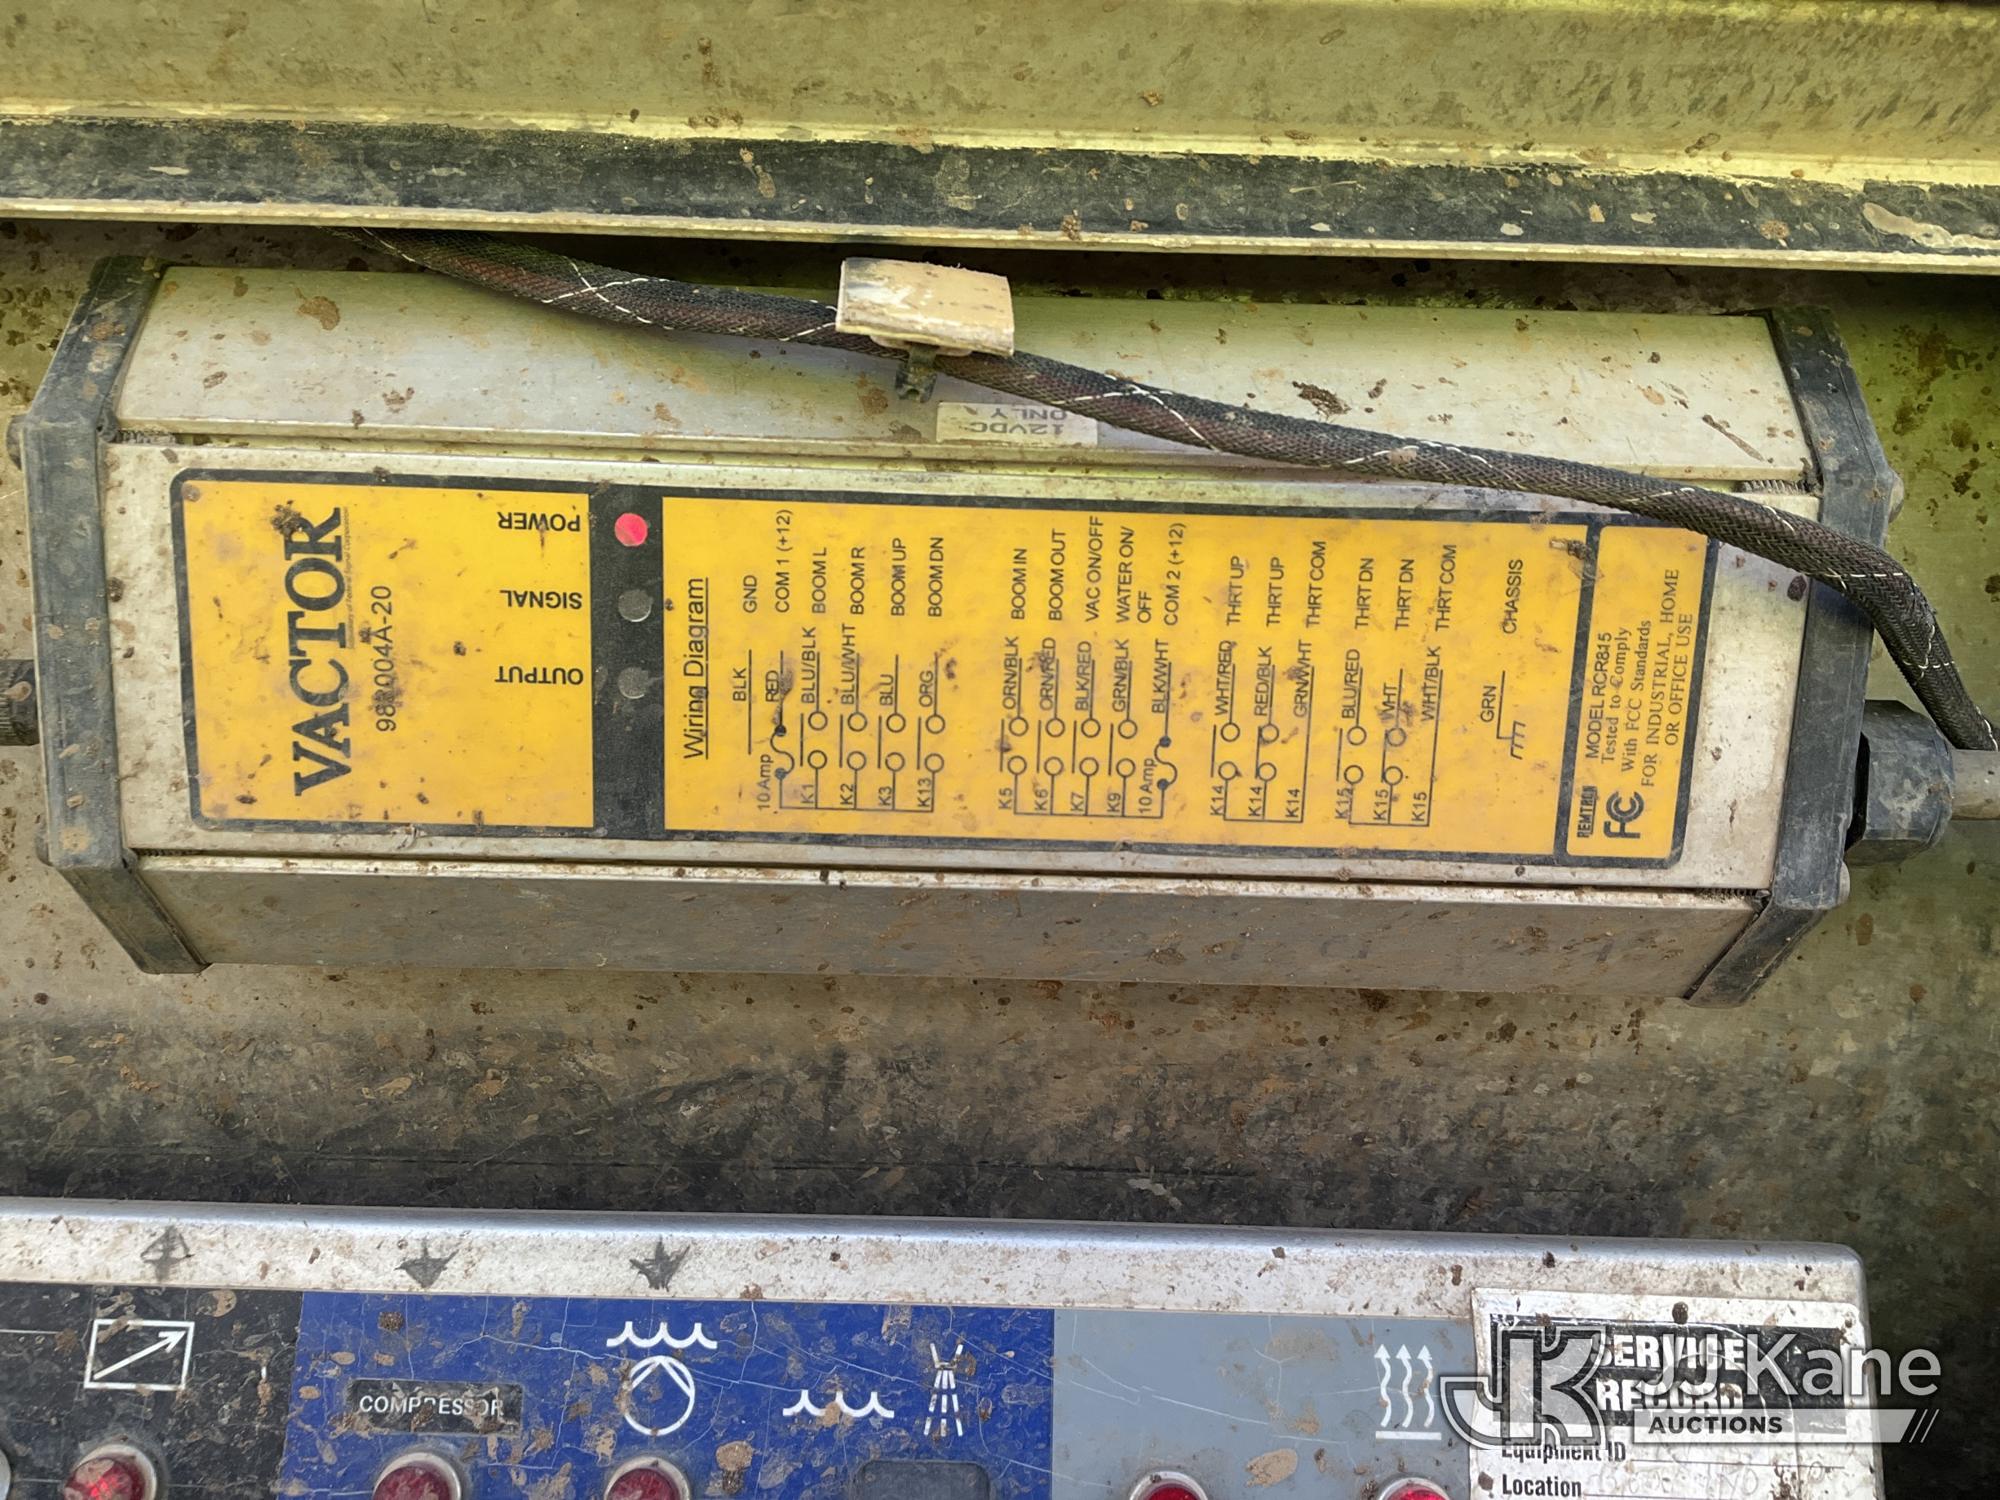 12VDC
ONLY
VACTOR
983004A-20
POWER
SIGNAL
OUTPUT
Wiring Diagram
BLK GND
10 Amp RED COM 1 (+12)
K1 BLU/BLK BOOM L
K2 BLU/WHT BOOM R
K3 BLU BOOM UP
K13 ORG BOOM DN
K5 ORN/BLK BOOM IN
K6 ORN/RED BOOM OUT
K7 BLK/RED VAC ON/OFF
K9 GRN/BLK WATER ON/
OFF
10 Amp BLK/WHT COM 2 (+12)
K14 WHT/RED THRT UP
K14 RED/BLK THRT UP
K14 GRN/WHT THRT COM
K15 BLU/RED THRT DN
K15 WHT THRT DN
K15 WHT/BLK THRT COM
GRN CHASSIS
REMTRON MODEL RCR815
Tested to Comply
With FCC Standards
FC
FOR INDUSTRIAL, HOME
OR OFFICE USE
COMPRESSOR
SERVICE
RECORD
Equipment ID
Location
JJ Kane
AUCTIONS